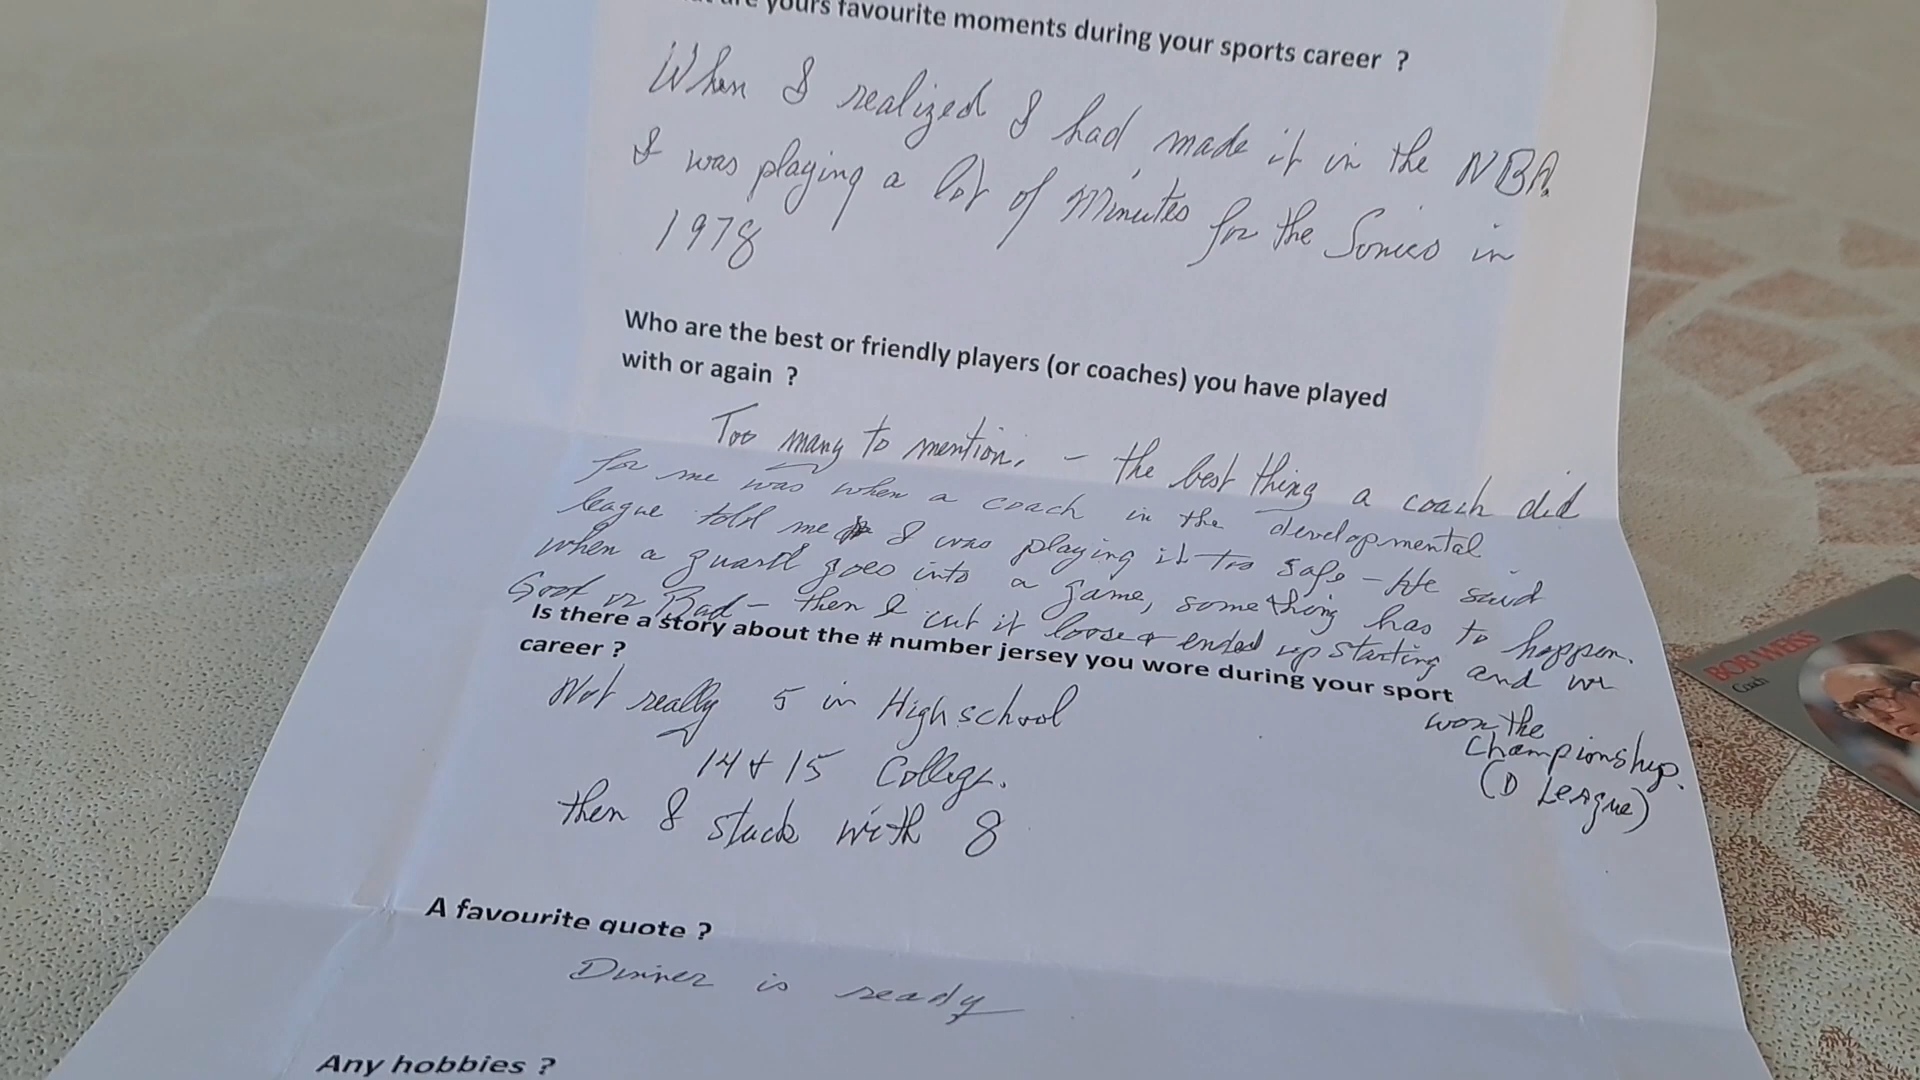 are yours favourite moments during your sports career ?
When I realized I had made it in the NBA.
I was playing a lot of minutes for the Sonics in
1978
Who are the best or friendly players (or coaches) you have played
with or again ?
Too many to mention. - the best thing a coach did
for me was when a coach in the developmental
league told me I was playing it too safe - He said
when a guard goes into a game, something has to happen.
Good or Bad - then I cut it loose & ended up starting and we
won the
Championship.
(D League)
Is there a story about the # number jersey you wore during your sport
career ?
Not really 5 in High school
14 & 15 College.
then I stuck with 8
A favourite quote ?
Dinner is ready
Any hobbies ?
BOB WEISS
Coach